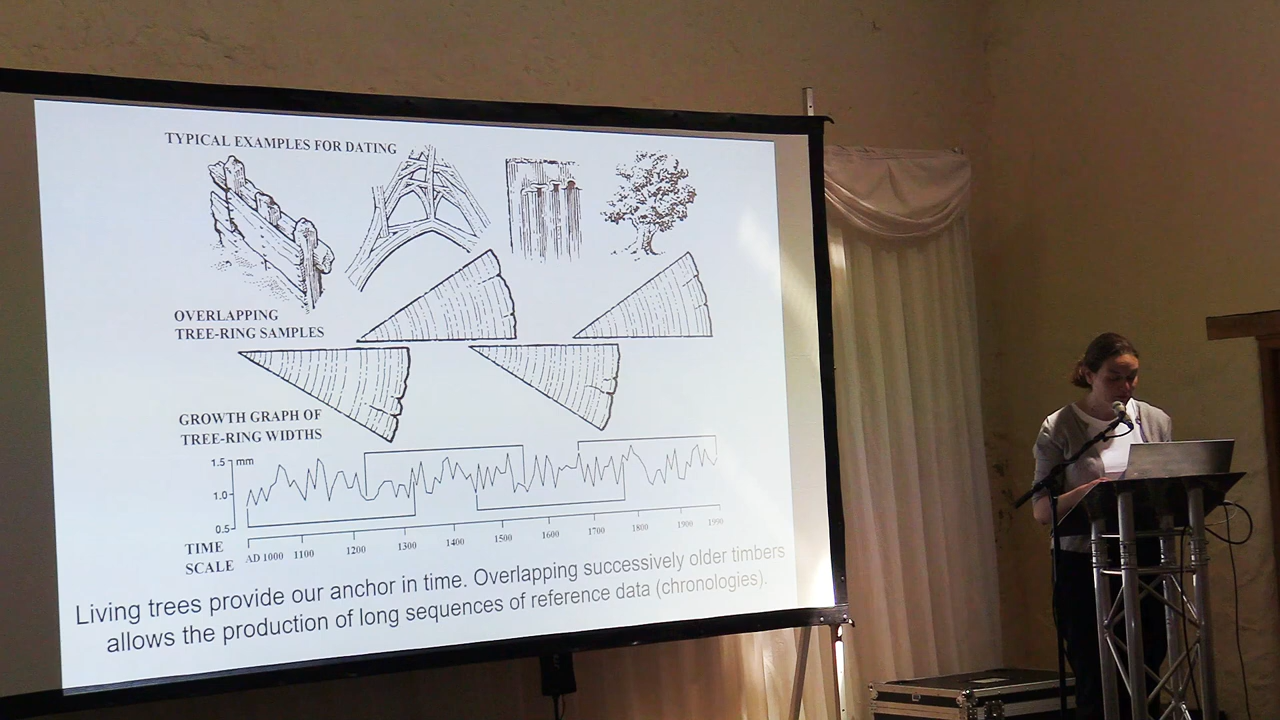 TYPICAL EXAMPLES FOR DATING
OVERLAPPING
TREE-RING SAMPLES
GROWTH GRAPH OF
TREE-RING WIDTHS
1.5 mm
1.0
0.5
TIME
SCALE
AD 1000 1100 1200 1300 1400 1500 1600 1700 1800 1900 1990
Living trees provide our anchor in time. Overlapping successively older timbers
allows the production of long sequences of reference data (chronologies).